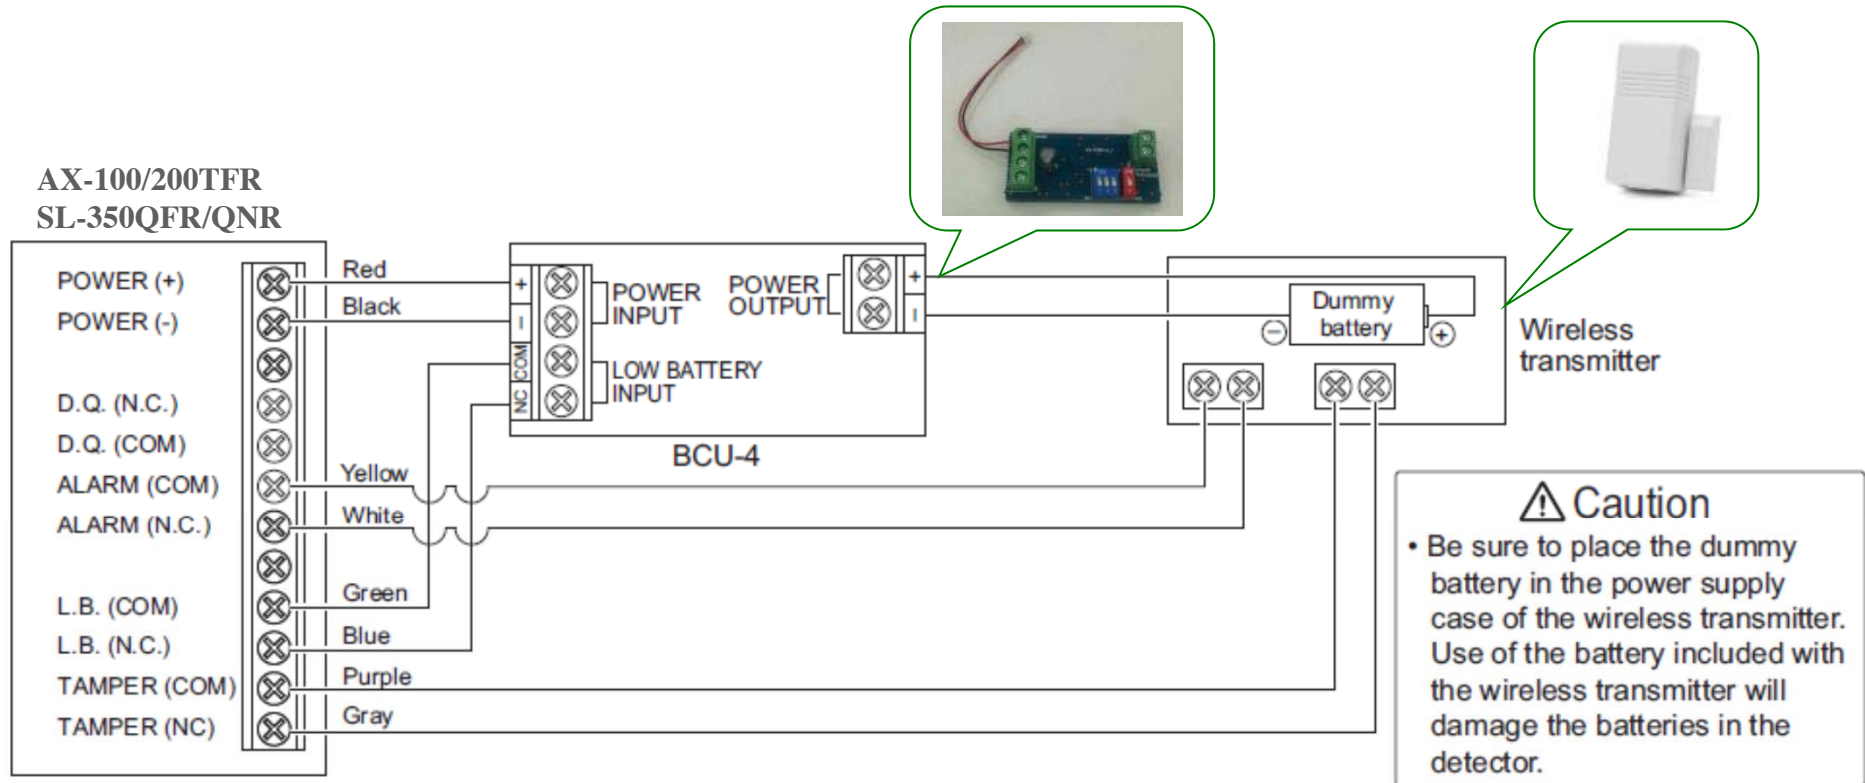 AX-100/200TFR
SL-350QFR/QNR
POWER (+)
POWER (-)
D.Q. (N.C.)
D.Q. (COM)
ALARM (COM)
ALARM (N.C.)
L.B. (COM)
L.B. (N.C.)
TAMPER (COM)
TAMPER (NC)
Red
Black
Yellow
White
Green
Blue
Purple
Gray
+
−
COM
NC
POWER
INPUT
LOW BATTERY
INPUT
POWER
OUTPUT
+
−
BCU-4
Dummy
battery
−
+
Wireless
transmitter
⚠ Caution
• Be sure to place the dummy
battery in the power supply
case of the wireless transmitter.
Use of the battery included with
the wireless transmitter will
damage the batteries in the
detector.